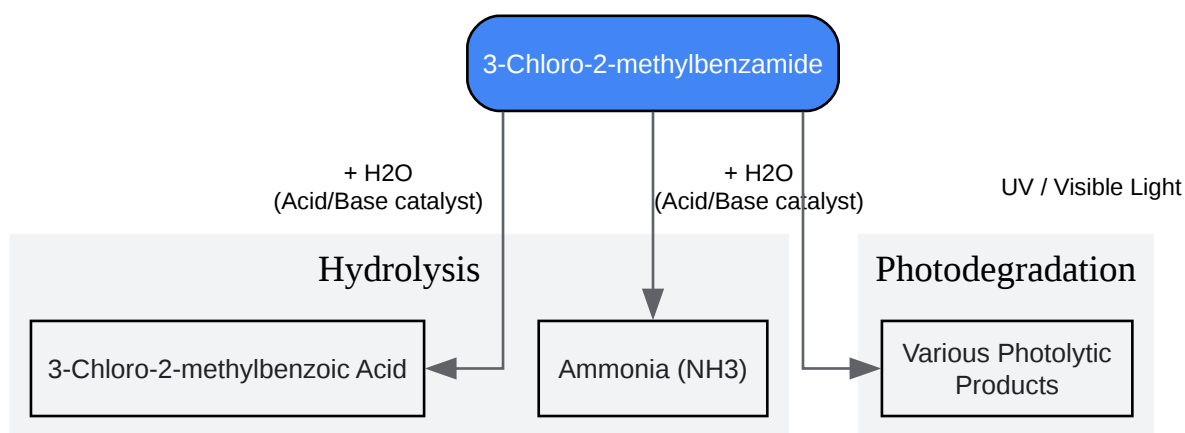 3-Chloro-2-methylbenzamide
+ H2O
(Acid/Base catalyst)
+ H2O
(Acid/Base catalyst)
UV / Visible Light
Hydrolysis
Photodegradation
3-Chloro-2-methylbenzoic Acid
Ammonia (NH3)
Various Photolytic
Products